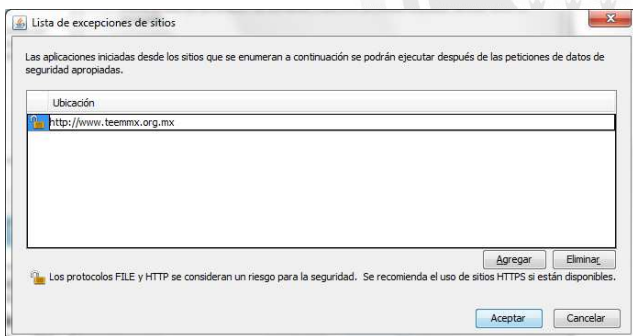 Lista de excepciones de sitios
Las aplicaciones iniciadas desde los sitios que se enumeran a continuación se podrán ejecutar después de las peticiones de datos de
seguridad apropiadas.
Ubicación
http://www.teemmx.org.mx
Agregar Eliminar
Los protocolos FILE y HTTP se consideran un riesgo para la seguridad. Se recomienda el uso de sitios HTTPS si están disponibles.
Aceptar Cancelar